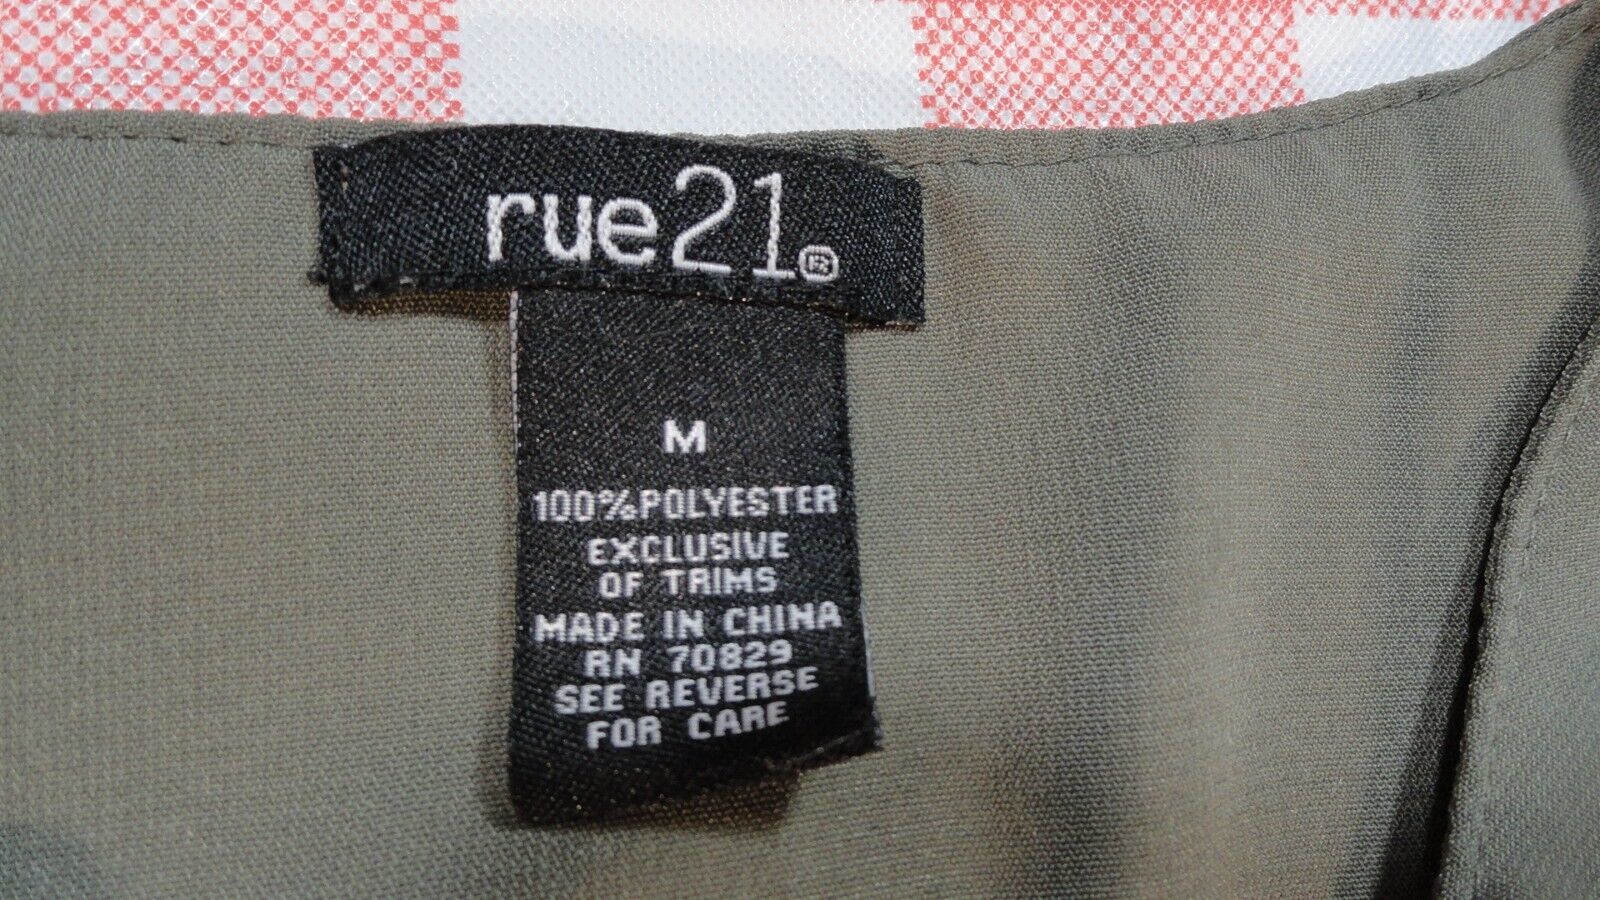 rue21®
M
100%POLYESTER
EXCLUSIVE
OF TRIMS
MADE IN CHINA
RN 70829
SEE REVERSE
FOR CARE